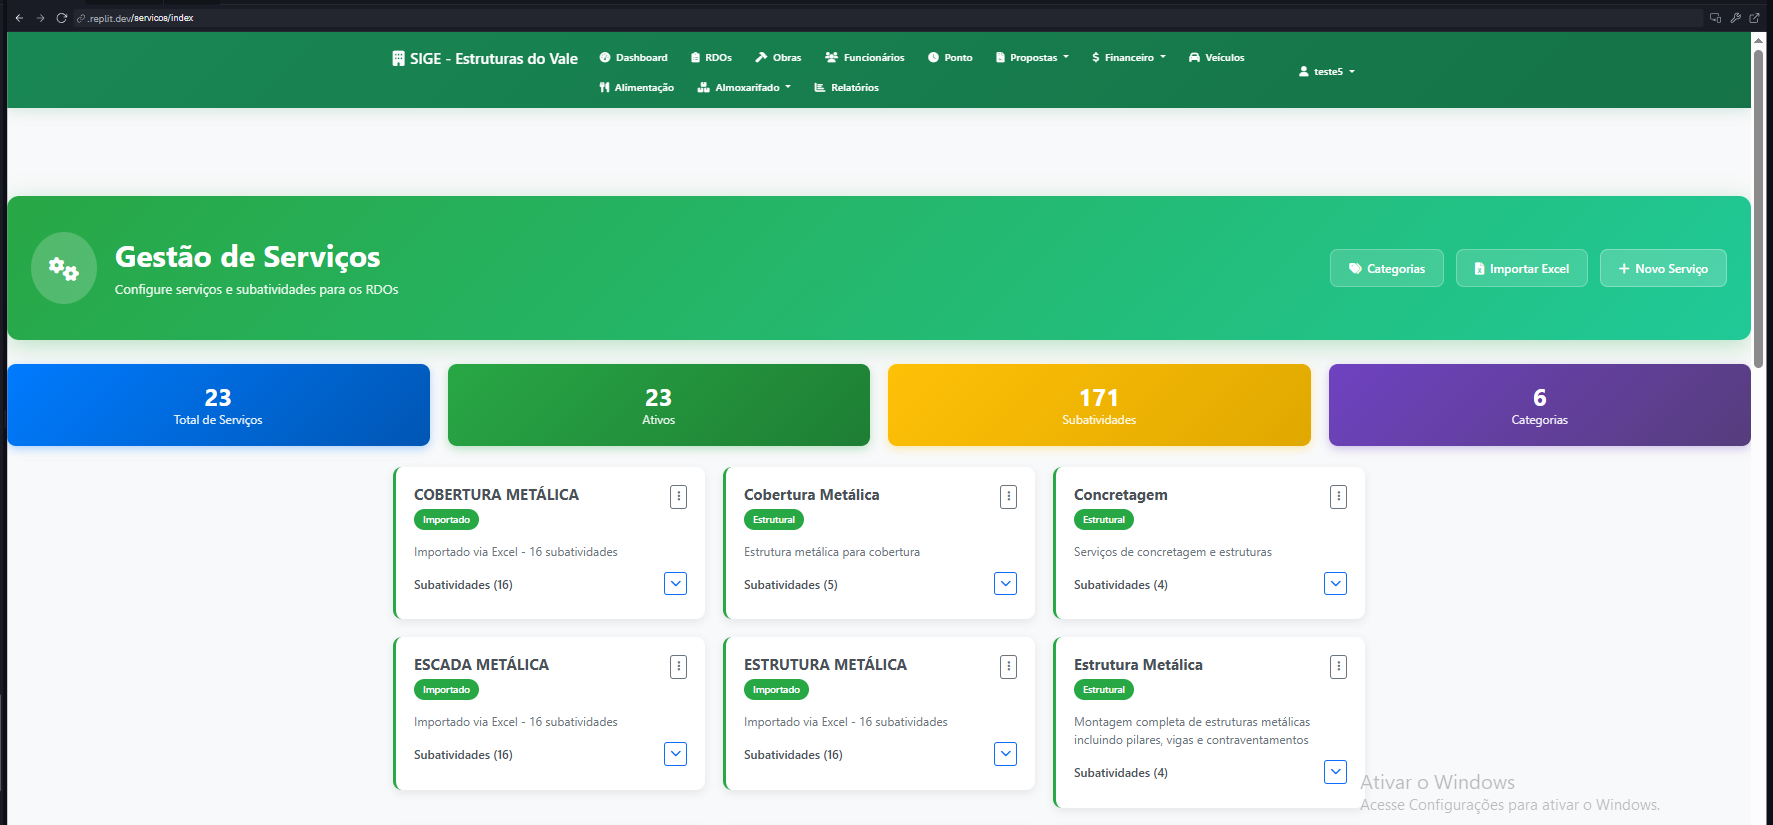 .replit.dev/servicos/index
SIGE - Estruturas do Vale
Dashboard
RDOs
Obras
Funcionários
Ponto
Propostas
Financeiro
Veículos
Alimentação
Almoxarifado
Relatórios
teste5
Gestão de Serviços
Configure serviços e subatividades para os RDOs
Categorias
Importar Excel
+ Novo Serviço
23
Total de Serviços
23
Ativos
171
Subatividades
6
Categorias
COBERTURA METÁLICA
Importado
Importado via Excel - 16 subatividades
Subatividades (16)
Cobertura Metálica
Estrutural
Estrutura metálica para cobertura
Subatividades (5)
Concretagem
Estrutural
Serviços de concretagem e estruturas
Subatividades (4)
ESCADA METÁLICA
Importado
Importado via Excel - 16 subatividades
Subatividades (16)
ESTRUTURA METÁLICA
Importado
Importado via Excel - 16 subatividades
Subatividades (16)
Estrutura Metálica
Estrutural
Montagem completa de estruturas metálicas
incluindo pilares, vigas e contraventamentos
Subatividades (4)
Ativar o Windows
Acesse Configurações para ativar o Windows.